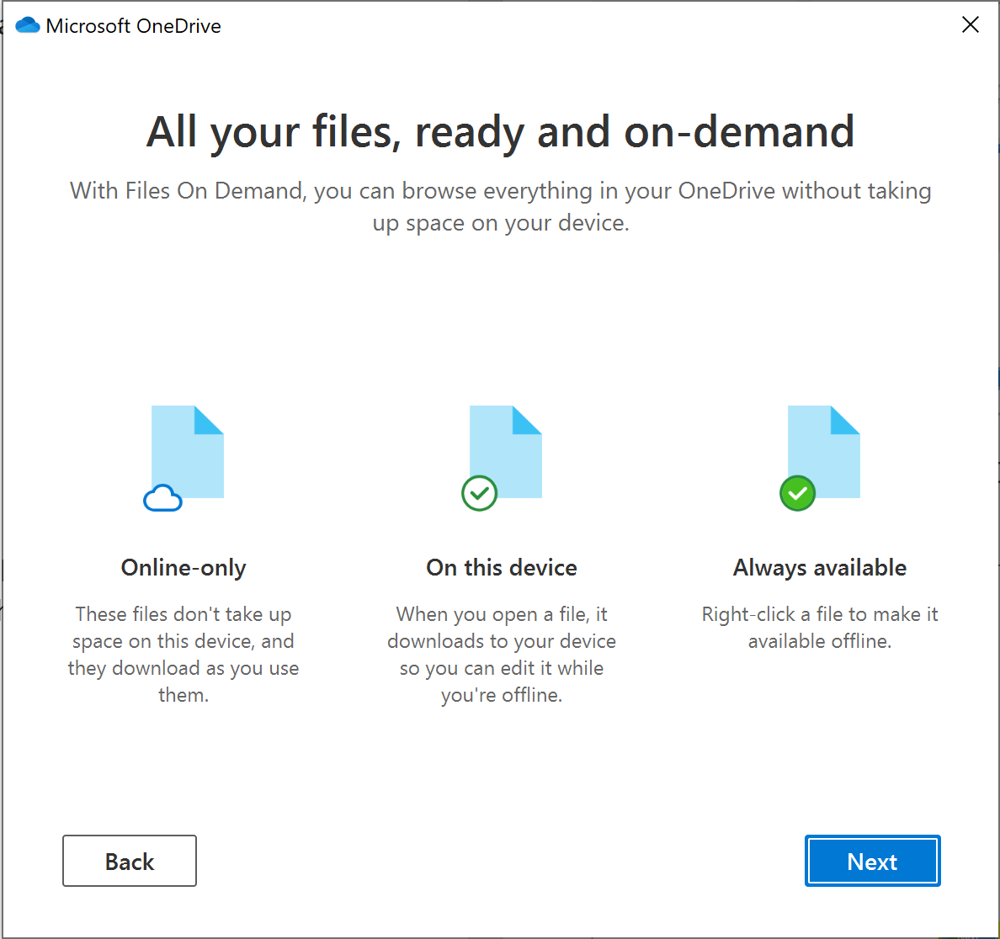 Microsoft OneDrive
All your files, ready and on-demand
With Files On Demand, you can browse everything in your OneDrive without taking
up space on your device.
Online-only
These files don't take up
space on this device, and
they download as you use
them.
On this device
When you open a file, it
downloads to your device
so you can edit it while
you're offline.
Always available
Right-click a file to make it
available offline.
Back
Next